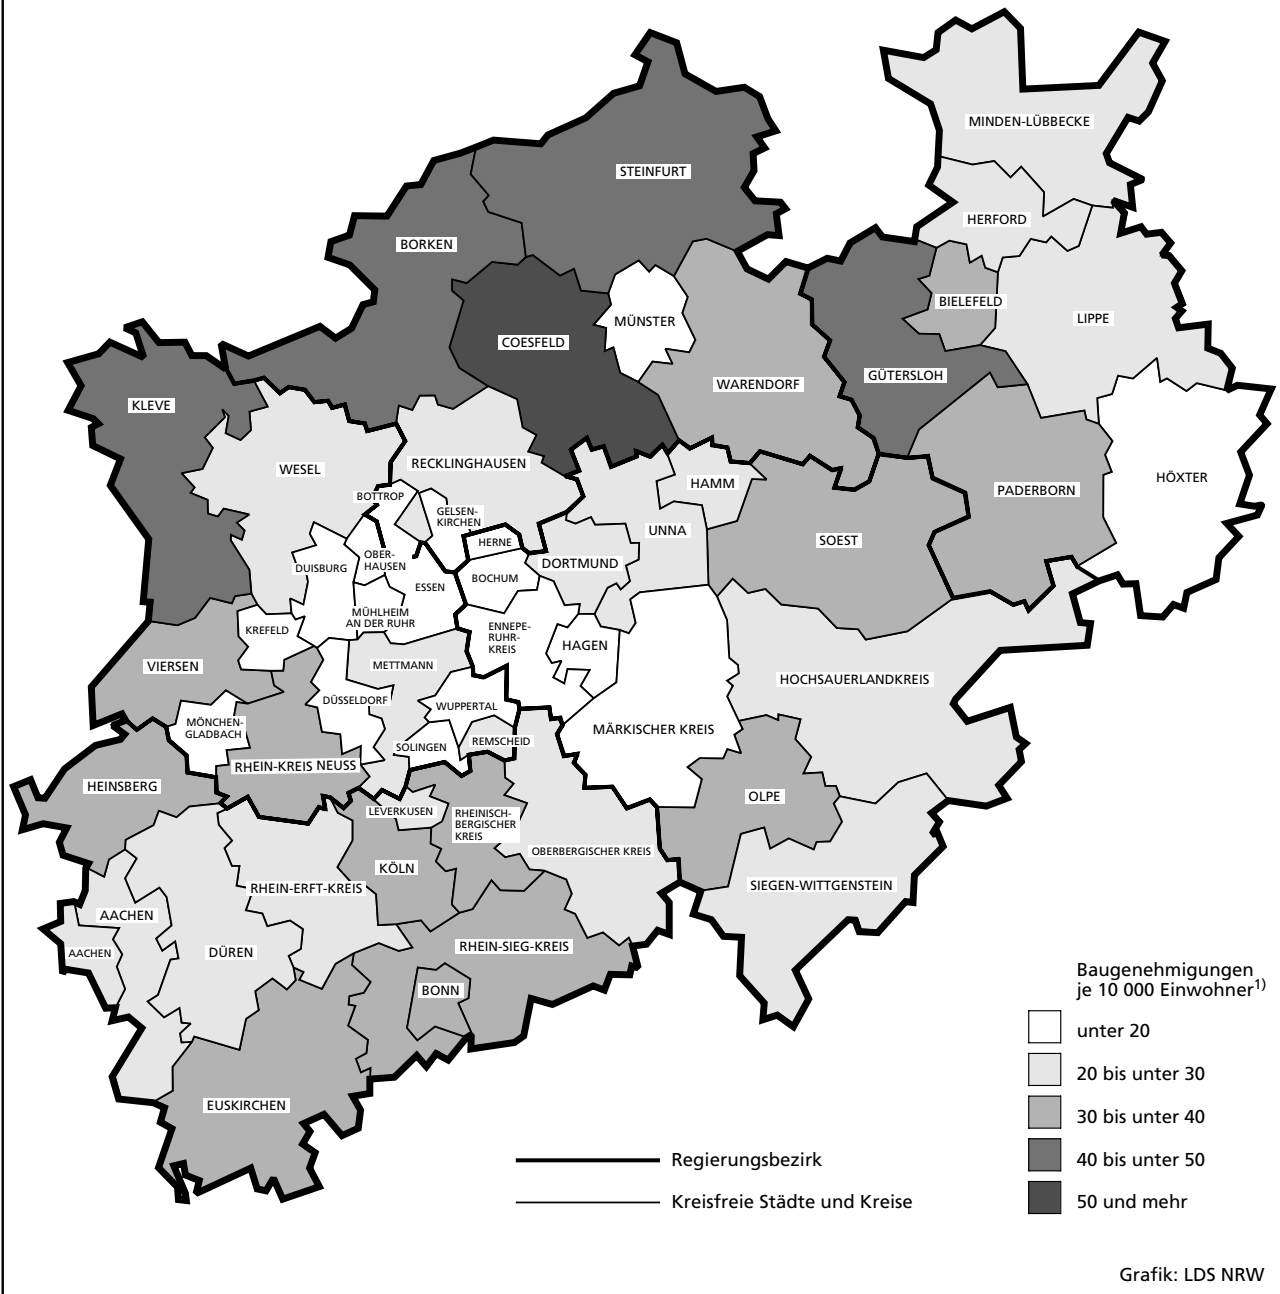 MINDEN-LÜBBECKE
STEINFURT
HERFORD
BORKEN
BIELEFELD
LIPPE
MÜNSTER
COESFELD
GÜTERSLOH
WARENDORF
KLEVE
RECKLINGHAUSEN
WESEL
HÖXTER
HAMM
PADERBORN
BOTTROP
GELSEN-
KIRCHEN
UNNA
SOEST
HERNE
OBER-
HAUSEN
DORTMUND
DUISBURG
BOCHUM
ESSEN
MÜHLHEIM
AN DER RUHR
KREFELD
ENNEPE-
RUHR-
KREIS
HAGEN
VIERSEN
METTMANN
HOCHSAUERLANDKREIS
DÜSSELDORF
WUPPERTAL
MÖNCHEN-
GLADBACH
MÄRKISCHER KREIS
REMSCHEID
SOLINGEN
RHEIN-KREIS NEUSS
HEINSBERG
OLPE
LEVERKUSEN
RHEINISCH-
BERGISCHER
KREIS
OBERBERGISCHER KREIS
KÖLN
RHEIN-ERFT-KREIS
SIEGEN-WITTGENSTEIN
AACHEN
RHEIN-SIEG-KREIS
AACHEN
DÜREN
BONN
EUSKIRCHEN
Baugenehmigungen
je 10 000 Einwohner1)
unter 20
20 bis unter 30
30 bis unter 40
40 bis unter 50
50 und mehr
Regierungsbezirk
Kreisfreie Städte und Kreise
Grafik: LDS NRW